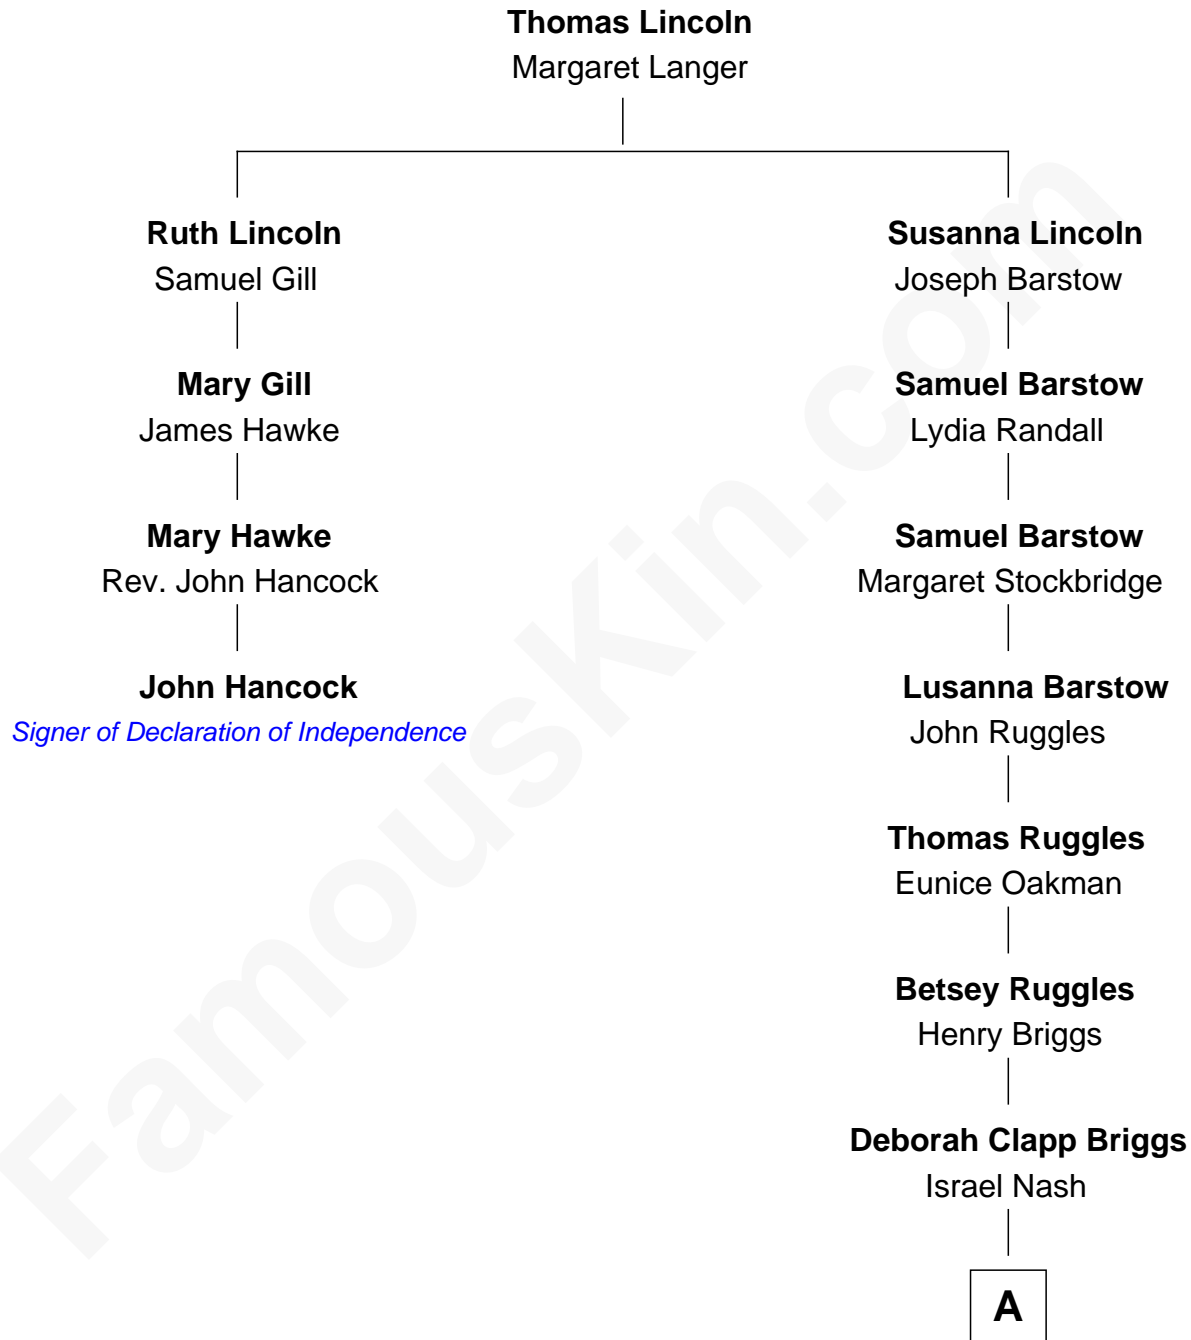 Thomas Lincoln
Margaret Langer
Ruth Lincoln
Samuel Gill
Mary Gill
James Hawke
Mary Hawke
Rev. John Hancock
John Hancock
Signer of Declaration of Independence
Susanna Lincoln
Joseph Barstow
Samuel Barstow
Lydia Randall
Samuel Barstow
Margaret Stockbridge
Lusanna Barstow
John Ruggles
Thomas Ruggles
Eunice Oakman
Betsey Ruggles
Henry Briggs
Deborah Clapp Briggs
Israel Nash
A
FamousKin.com